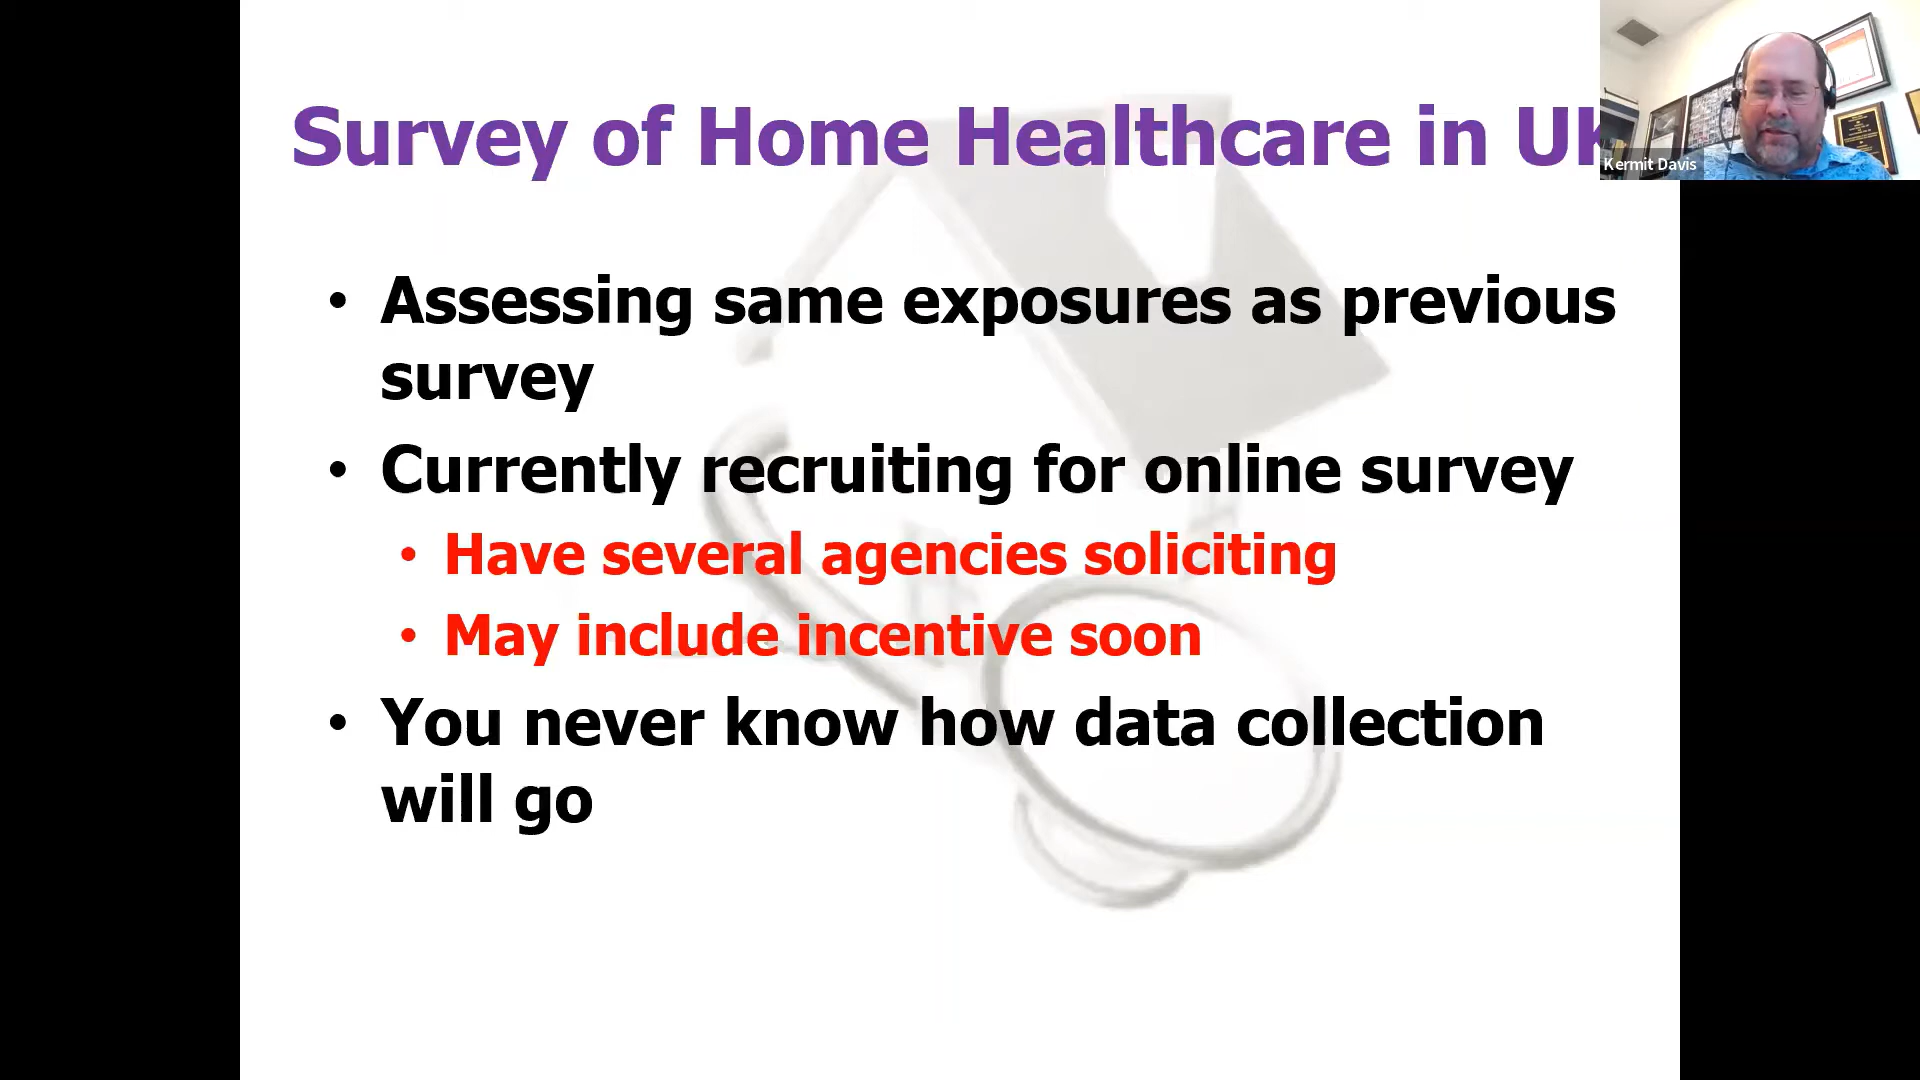 Survey of Home Healthcare in UK
Kermit Davis
• Assessing same exposures as previous
survey
• Currently recruiting for online survey
• Have several agencies soliciting
• May include incentive soon
• You never know how data collection
will go